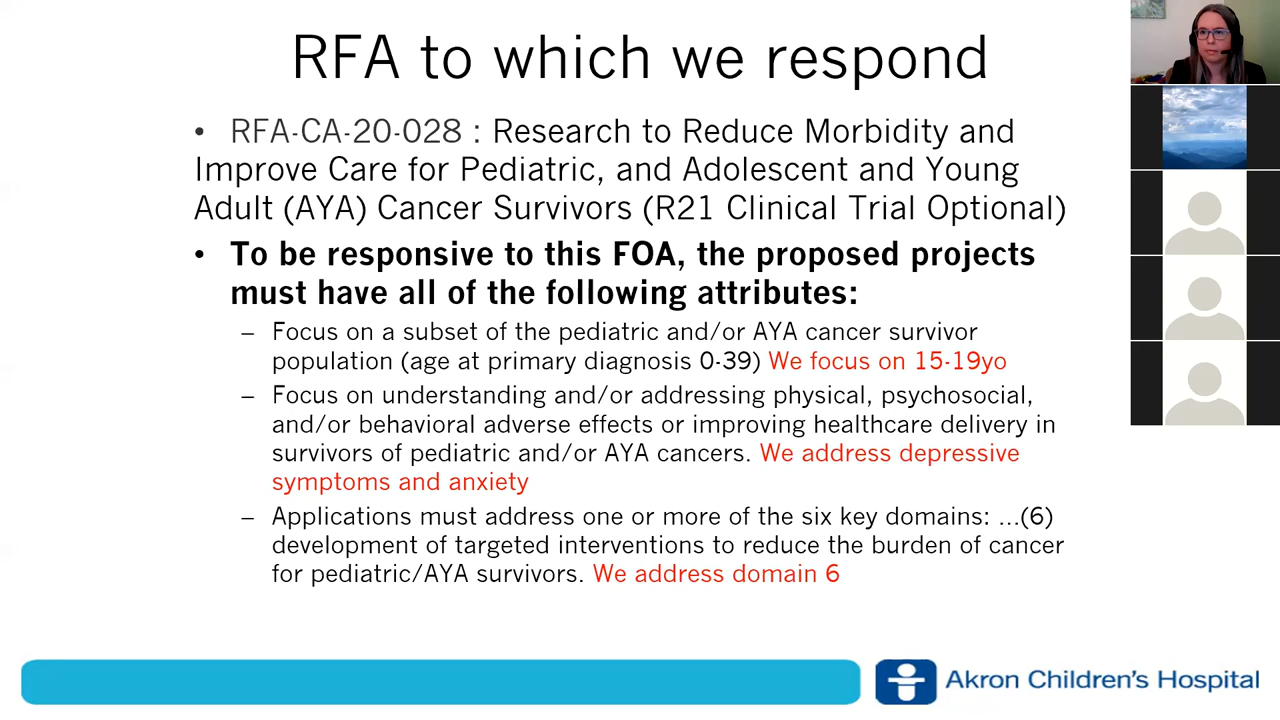 RFA to which we respond
• RFA-CA-20-028 : Research to Reduce Morbidity and
Improve Care for Pediatric, and Adolescent and Young
Adult (AYA) Cancer Survivors (R21 Clinical Trial Optional)
• To be responsive to this FOA, the proposed projects
must have all of the following attributes:
– Focus on a subset of the pediatric and/or AYA cancer survivor
population (age at primary diagnosis 0-39) We focus on 15-19yo
– Focus on understanding and/or addressing physical, psychosocial,
and/or behavioral adverse effects or improving healthcare delivery in
survivors of pediatric and/or AYA cancers. We address depressive
symptoms and anxiety
– Applications must address one or more of the six key domains: ...(6)
development of targeted interventions to reduce the burden of cancer
for pediatric/AYA survivors. We address domain 6
Akron Children's Hospital